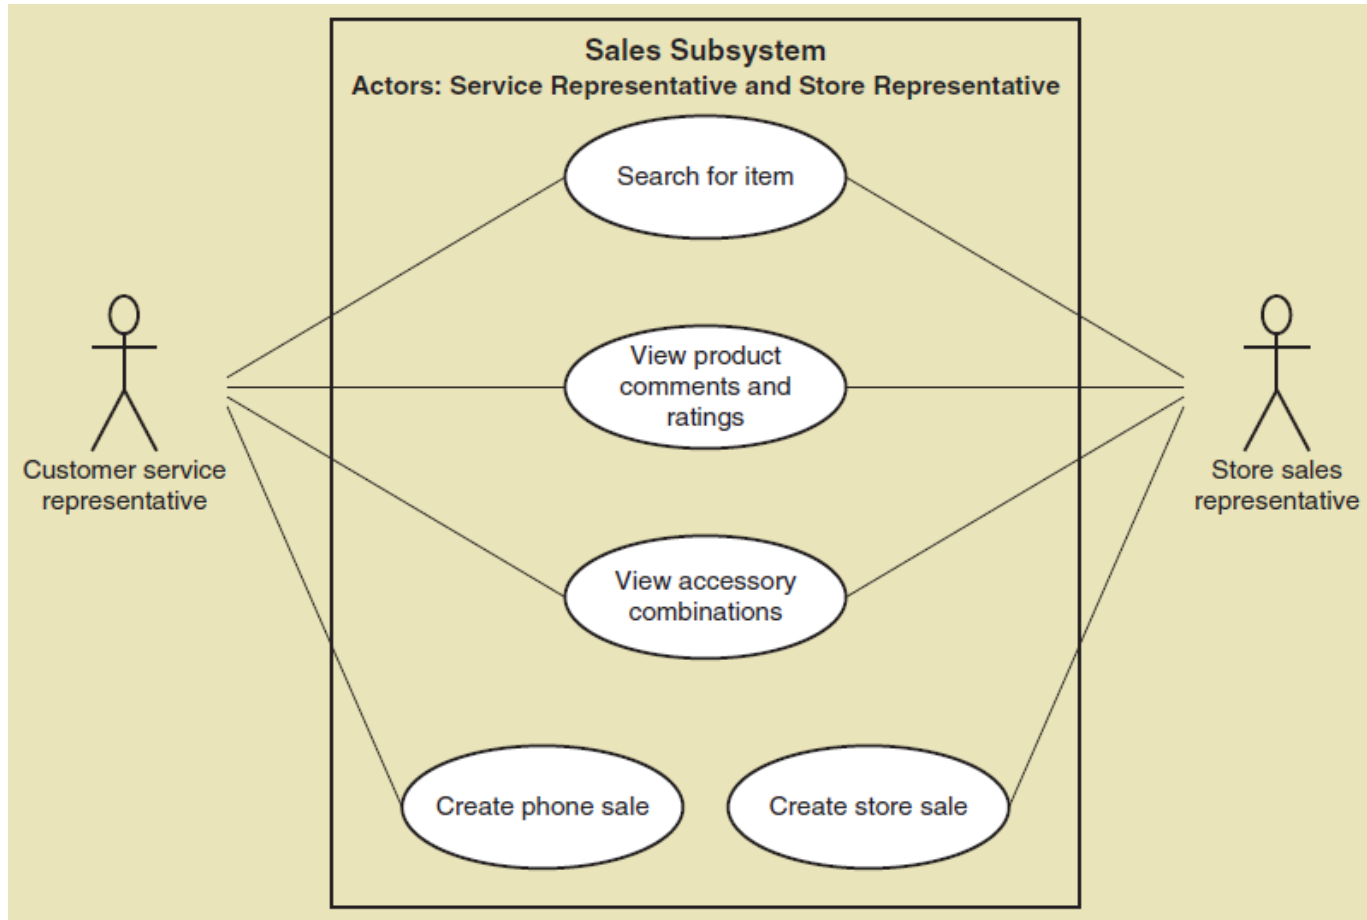 Sales Subsystem
Actors: Service Representative and Store Representative
Search for item
View product
comments and
ratings
Customer service
representative
Store sales
representative
View accessory
combinations
Create phone sale
Create store sale